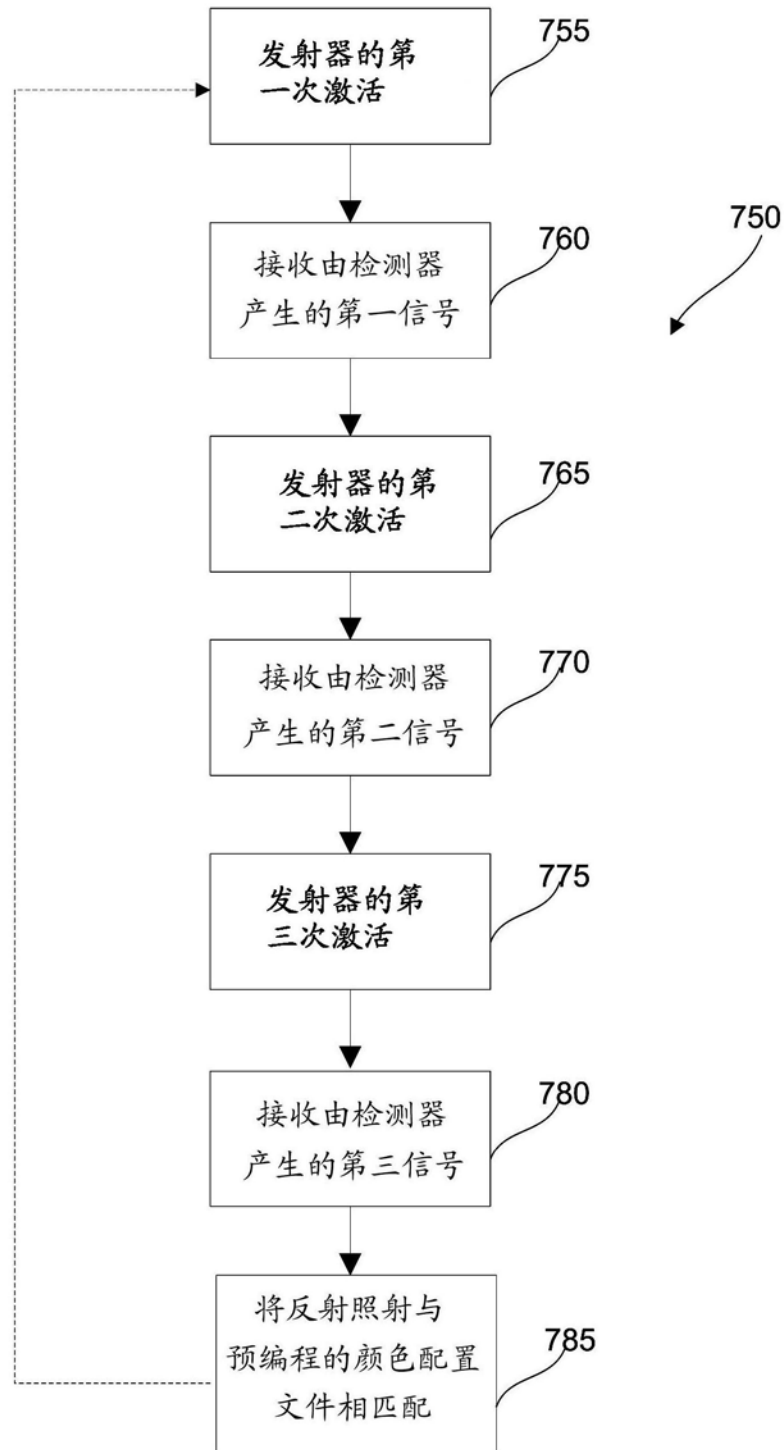 755
发射器的第
一次激活
750
760
接收由检测器
产生的第一信号
765
发射器的第
二次激活
770
接收由检测器
产生的第二信号
775
发射器的第
三次激活
780
接收由检测器
产生的第三信号
将反射照射与
785
预编程的颜色配置
文件相匹配